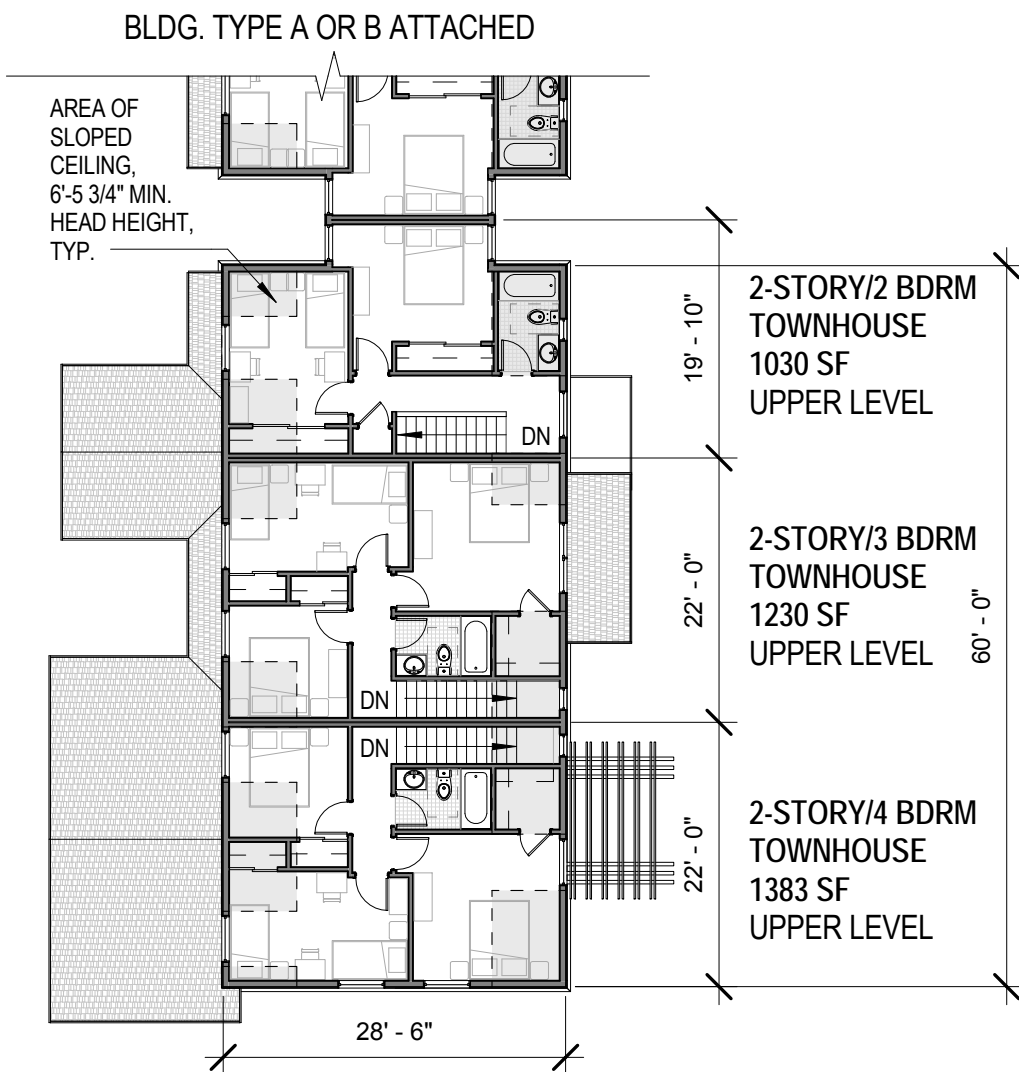 BLDG. TYPE A OR B ATTACHED
AREA OF
SLOPED
CEILING,
6'-5 3/4" MIN.
HEAD HEIGHT,
TYP.
19' - 10"
2-STORY/2 BDRM
TOWNHOUSE
1030 SF
UPPER LEVEL
DN
22' - 0"
2-STORY/3 BDRM
TOWNHOUSE
1230 SF
UPPER LEVEL
60' - 0"
DN
DN
22' - 0"
2-STORY/4 BDRM
TOWNHOUSE
1383 SF
UPPER LEVEL
28' - 6"